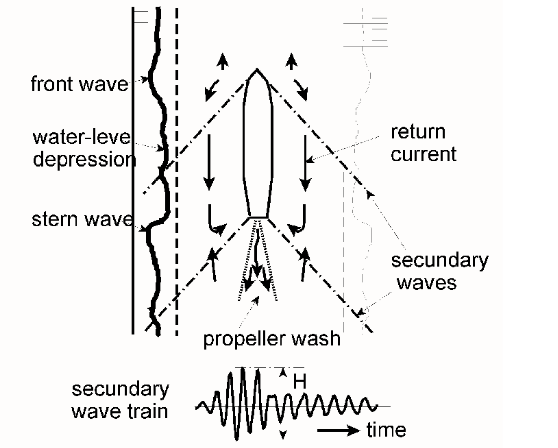 front wave
water-leve
depression
stern wave
return
current
secundary
waves
propeller wash
secundary
wave train
H
time